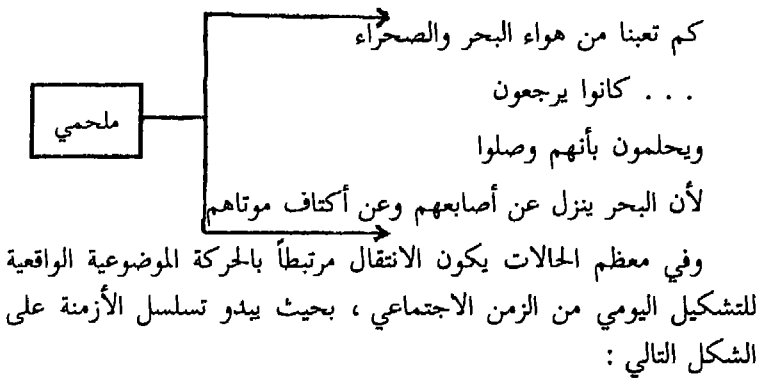 كم تعبنا من هواء البحر والصحراء
. . . كانوا يرجعون
ملحمي
ويحلمون بأنهم وصلوا
لأن البحر ينزل عن أصابعهم وعن أكتاف موتاهم
وفي معظم الحالات يكون الانتقال مرتبطاً بالحركة الموضوعية الواقعية
للتشكيل اليومي من الزمن الاجتماعي ، بحيث يبدو تسلسل الأزمنة على
الشكل التالي :